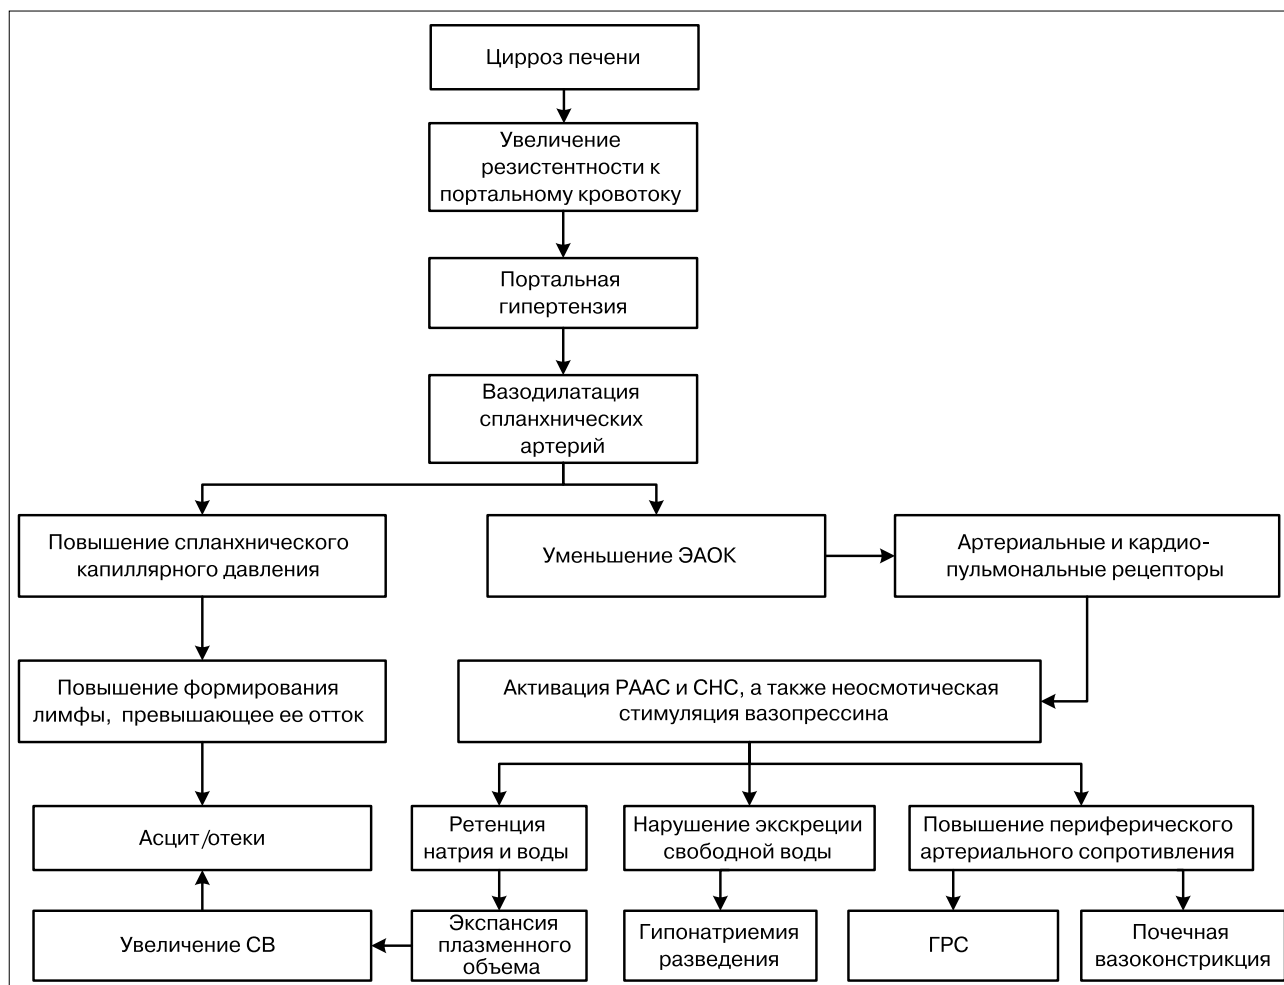 Цирроз печени
Увеличение
резистентности к
портальному кровотоку
Портальная
гипертензия
Вазодилатация
спланхнических
артерий
Повышение спланхнического
капиллярного давления
Уменьшение ЭАОК
Артериальные и кардио-
пульмональные рецепторы
Повышение формирования
лимфы, превышающее ее отток
Активация РААС и СНС, а также неосмотическая
стимуляция вазопрессина
Асцит/отеки
Ретенция
натрия и воды
Нарушение экскреции
свободной воды
Повышение периферического
артериального сопротивления
Увеличение СВ
Экспансия
плазменного
объема
Гипонатриемия
разведения
ГРС
Почечная
вазоконстрикция